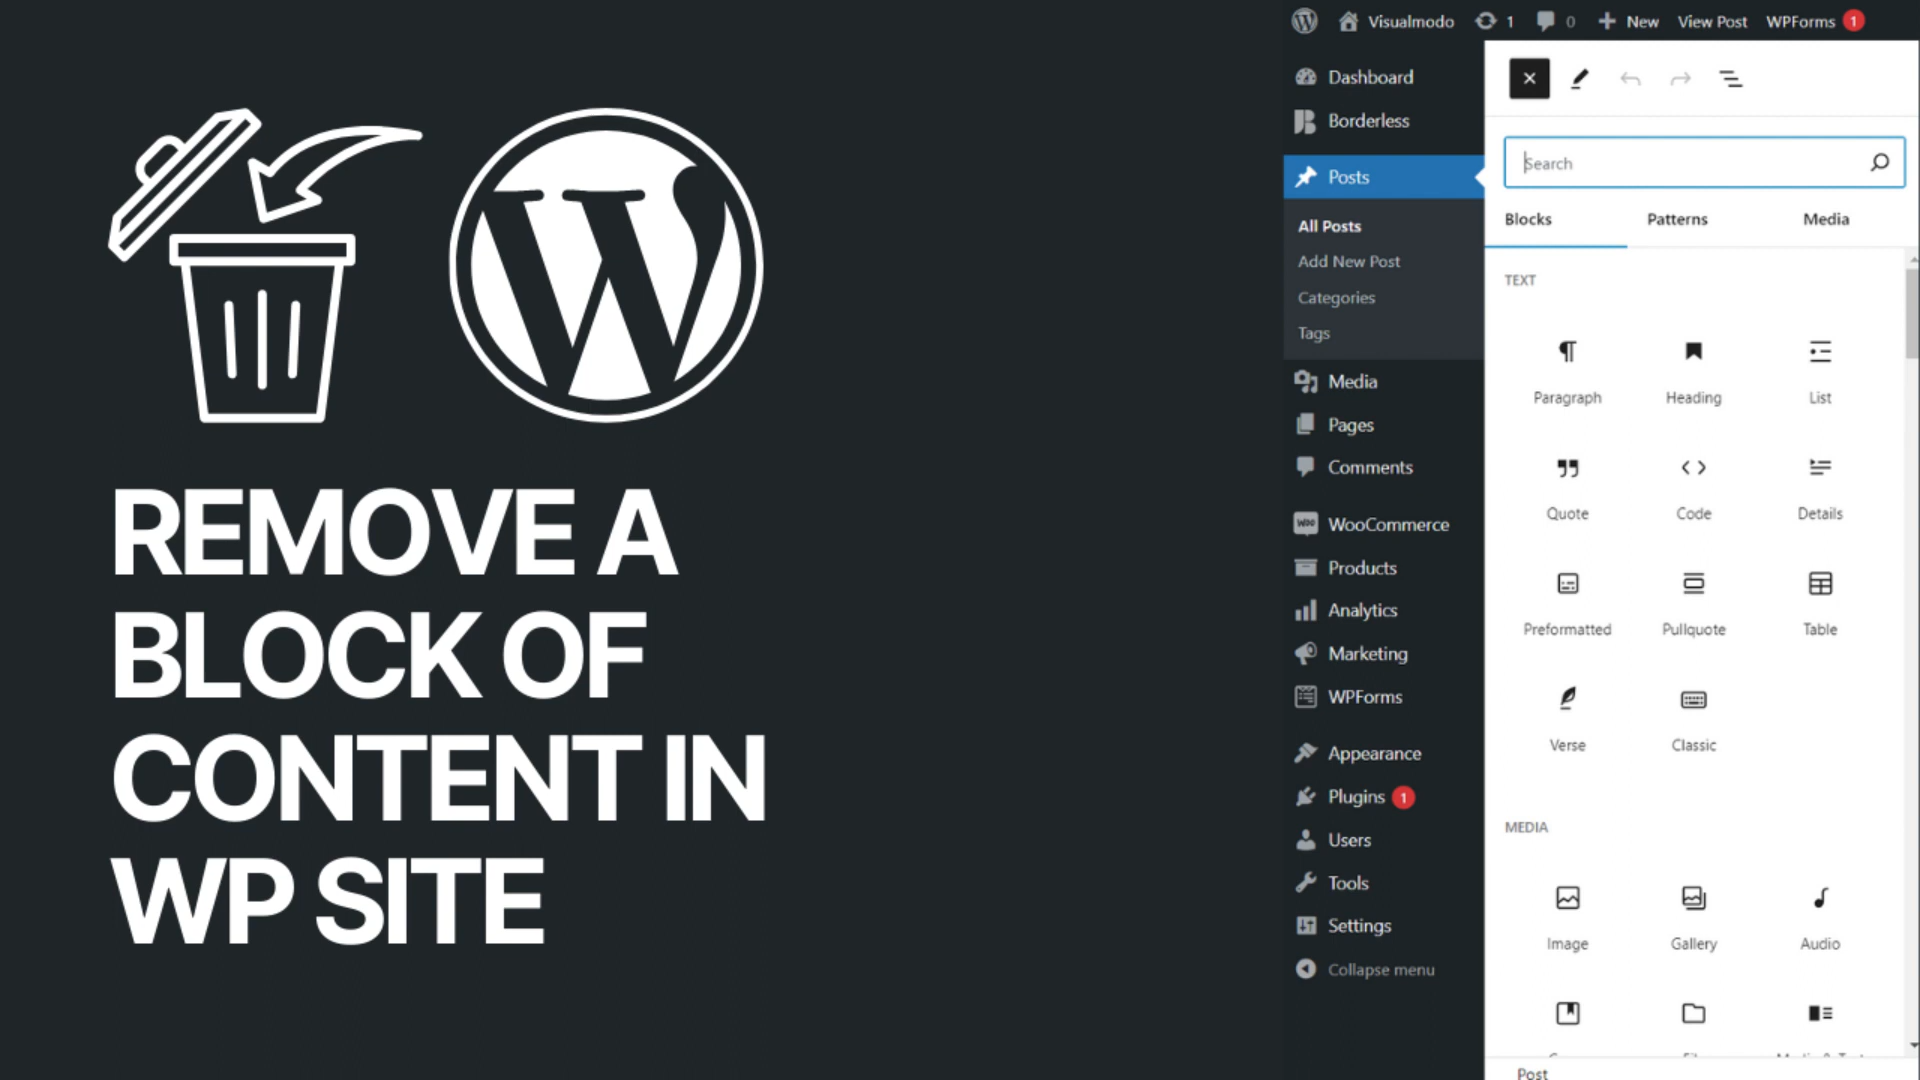 REMOVE A
BLOCK OF
CONTENT IN
WP SITE
Visualmodo 1 0 New View Post WPForms 1
Dashboard
Borderless
Posts
All Posts
Add New Post
Categories
Tags
Media
Pages
Comments
WooCommerce
Products
Analytics
Marketing
WPForms
Appearance
Plugins 1
Users
Tools
Settings
Collapse menu
Search
Blocks Patterns Media
TEXT
Paragraph Heading List
Quote Code Details
Preformatted Pullquote Table
Verse Classic
MEDIA
Image Gallery Audio
Post